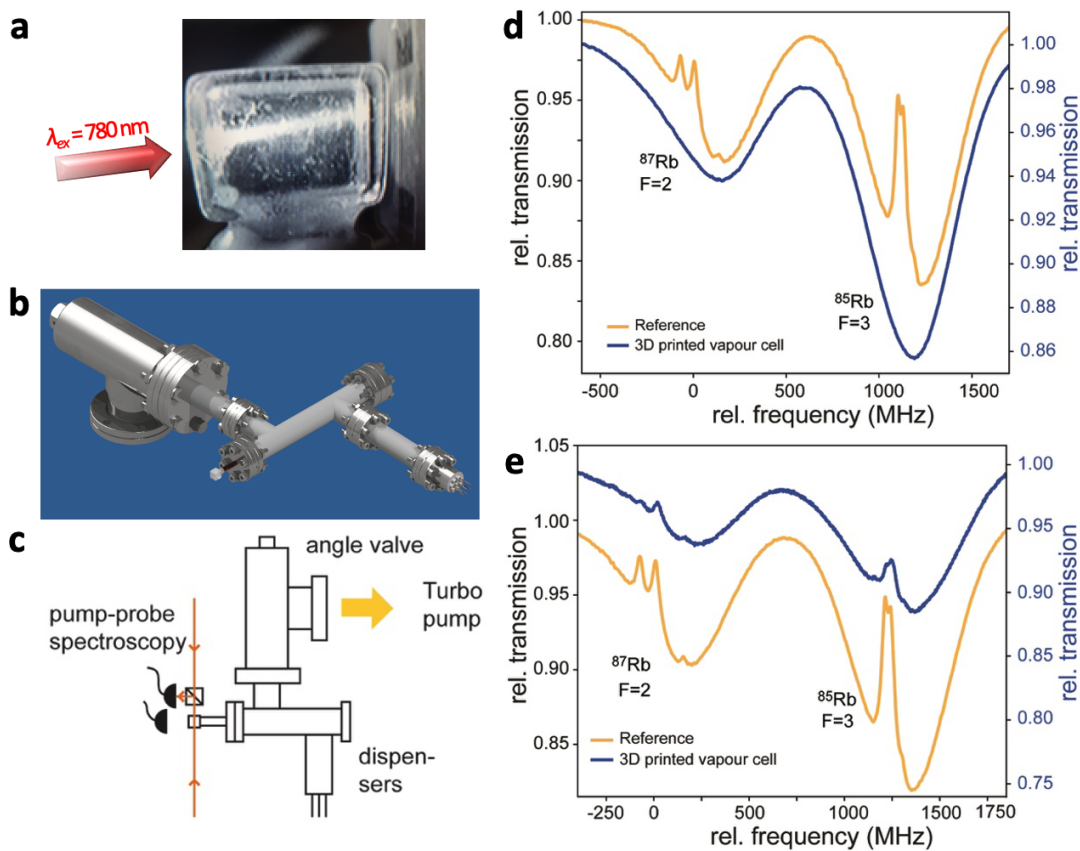 a
λex = 780 nm
b
c
angle valve
Turbo
pump
pump-probe
spectroscopy
dispen-
sers
d
1.00
0.95
0.90
0.85
0.80
rel. transmission
1.00
0.98
0.96
0.94
0.92
0.90
0.88
0.86
rel. transmission
87Rb
F=2
85Rb
F=3
Reference
3D printed vapour cell
-500
0
500
1000
1500
rel. frequency (MHz)
e
1.05
1.00
0.95
0.90
0.85
rel. transmission
1.00
0.95
0.90
0.85
0.80
0.75
rel. transmission
87Rb
F=2
85Rb
F=3
Reference
3D printed vapour cell
-250
0
250
1000
1500
1750
rel. frequency (MHz)